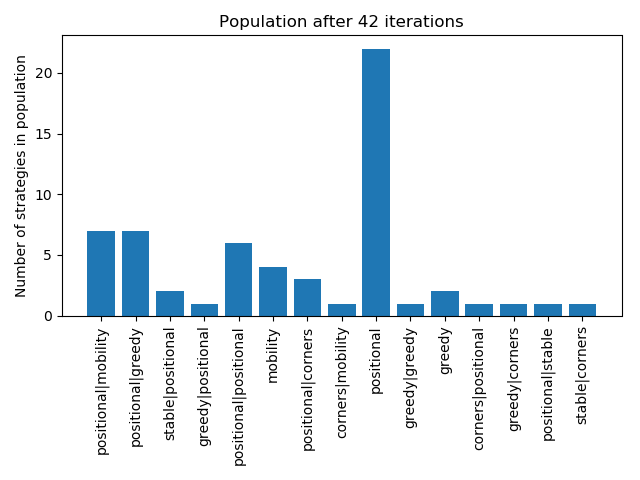 Population after 42 iterations
Number of strategies in population
20
15
10
5
0
positional|mobility
positional|greedy
stable|positional
greedy|positional
positional|positional
mobility
positional|corners
corners|mobility
positional
greedy|greedy
greedy
corners|positional
greedy|corners
positional|stable
stable|corners